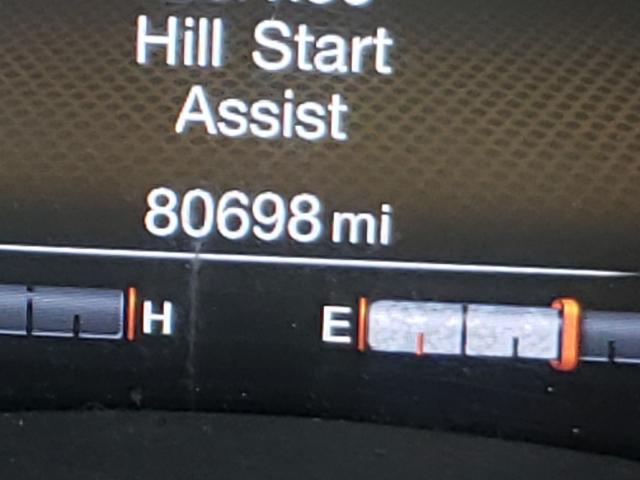 Hill Start
Assist
80698 mi
H
E